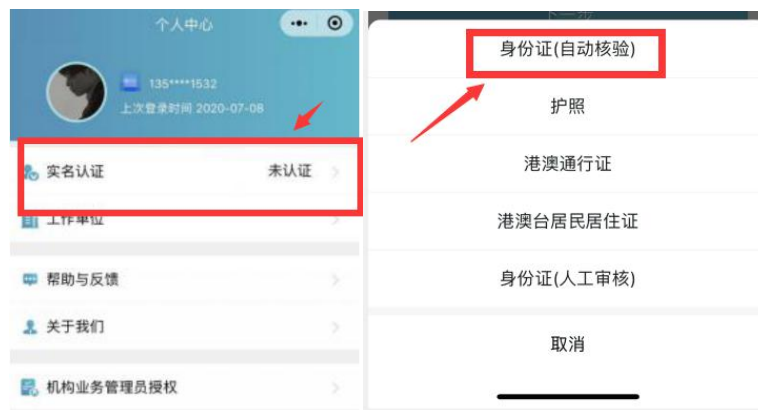 个人中心
135****1532
上次登录时间 2020-07-08
实名认证 未认证
工作单位
帮助与反馈
关于我们
机构业务管理员授权
下一步
身份证(自动核验)
护照
港澳通行证
港澳台居民居住证
身份证(人工审核)
取消